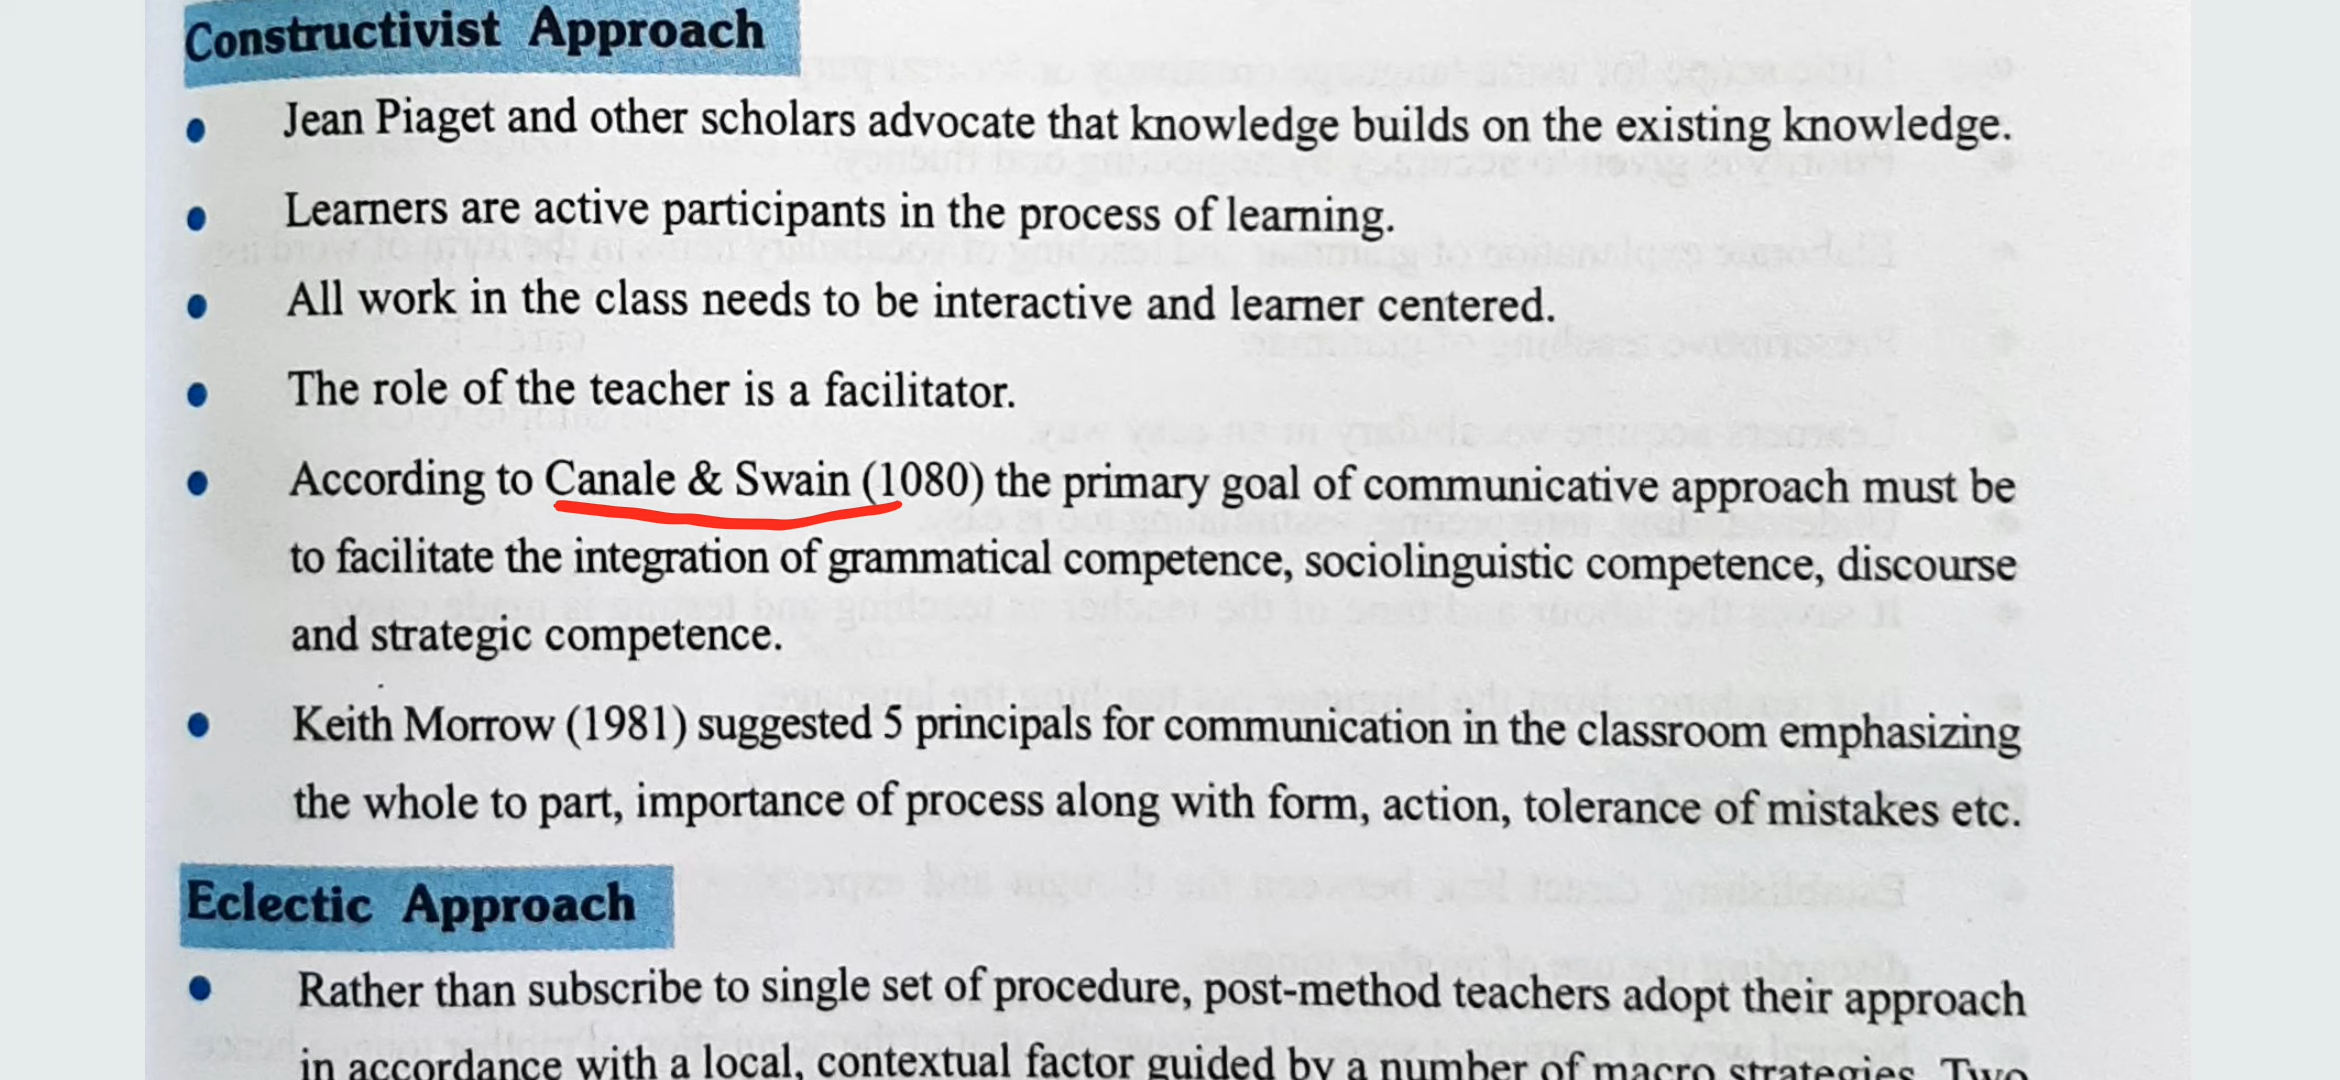 Constructivist Approach
• Jean Piaget and other scholars advocate that knowledge builds on the existing knowledge.
• Learners are active participants in the process of learning.
• All work in the class needs to be interactive and learner centered.
• The role of the teacher is a facilitator.
• According to Canale & Swain (1080) the primary goal of communicative approach must be
to facilitate the integration of grammatical competence, sociolinguistic competence, discourse
and strategic competence.
• Keith Morrow (1981) suggested 5 principals for communication in the classroom emphasizing
the whole to part, importance of process along with form, action, tolerance of mistakes etc.
Eclectic Approach
• Rather than subscribe to single set of procedure, post-method teachers adopt their approach
in accordance with a local, contextual factor guided by a number of macro strategies. Two